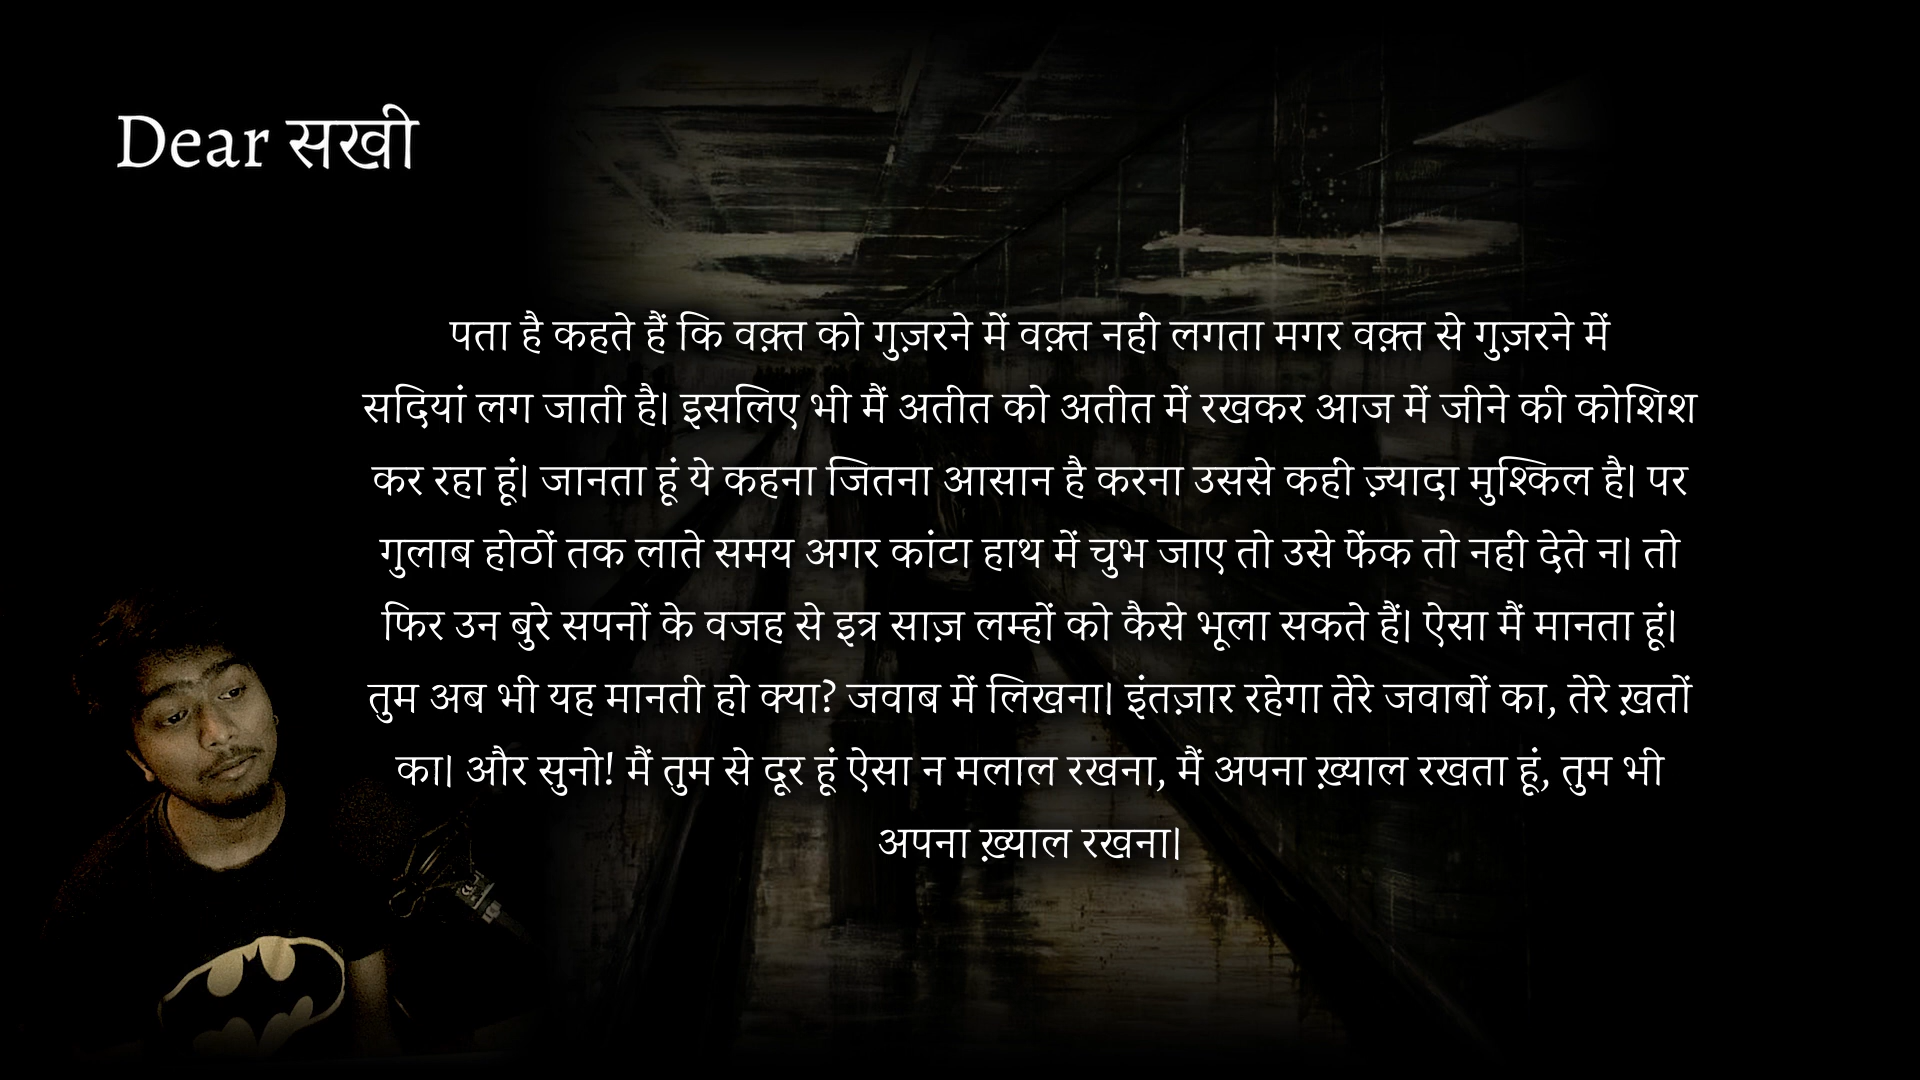 Dear सखी
पता है कहते हैं कि वक़्त को गुज़रने में वक़्त नहीं लगता मगर वक़्त से गुज़रने में
सदियां लग जाती है। इसलिए भी मैं अतीत को अतीत में रखकर आज में जीने की कोशिश
कर रहा हूं। जानता हूं ये कहना जितना आसान है करना उससे कहीं ज़्यादा मुश्किल है। पर
गुलाब होठों तक लाते समय अगर कांटा हाथ में चुभ जाए तो उसे फेंक तो नहीं देते न। तो
फिर उन बुरे सपनों के वजह से इत्र साज़ लम्हों को कैसे भूला सकते हैं। ऐसा मैं मानता हूं।
तुम अब भी यह मानती हो क्या? जवाब में लिखना। इंतज़ार रहेगा तेरे जवाबों का, तेरे ख़तों
का। और सुनो! मैं तुम से दूर हूं ऐसा न मलाल रखना, मैं अपना ख़्याल रखता हूं, तुम भी
अपना ख़्याल रखना।